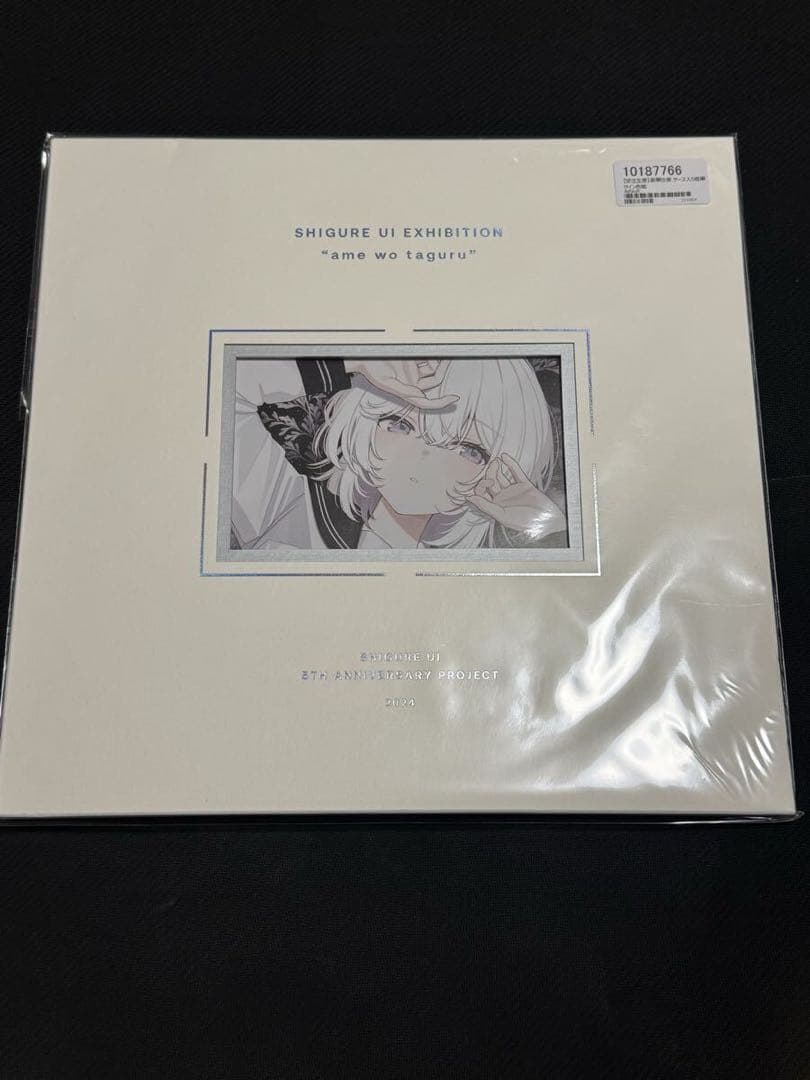 10187766
SHIGURE UI EXHIBITION
“ame wo taguru”
SHIGURE UI
5TH ANNIVERSARY PROJECT
2024